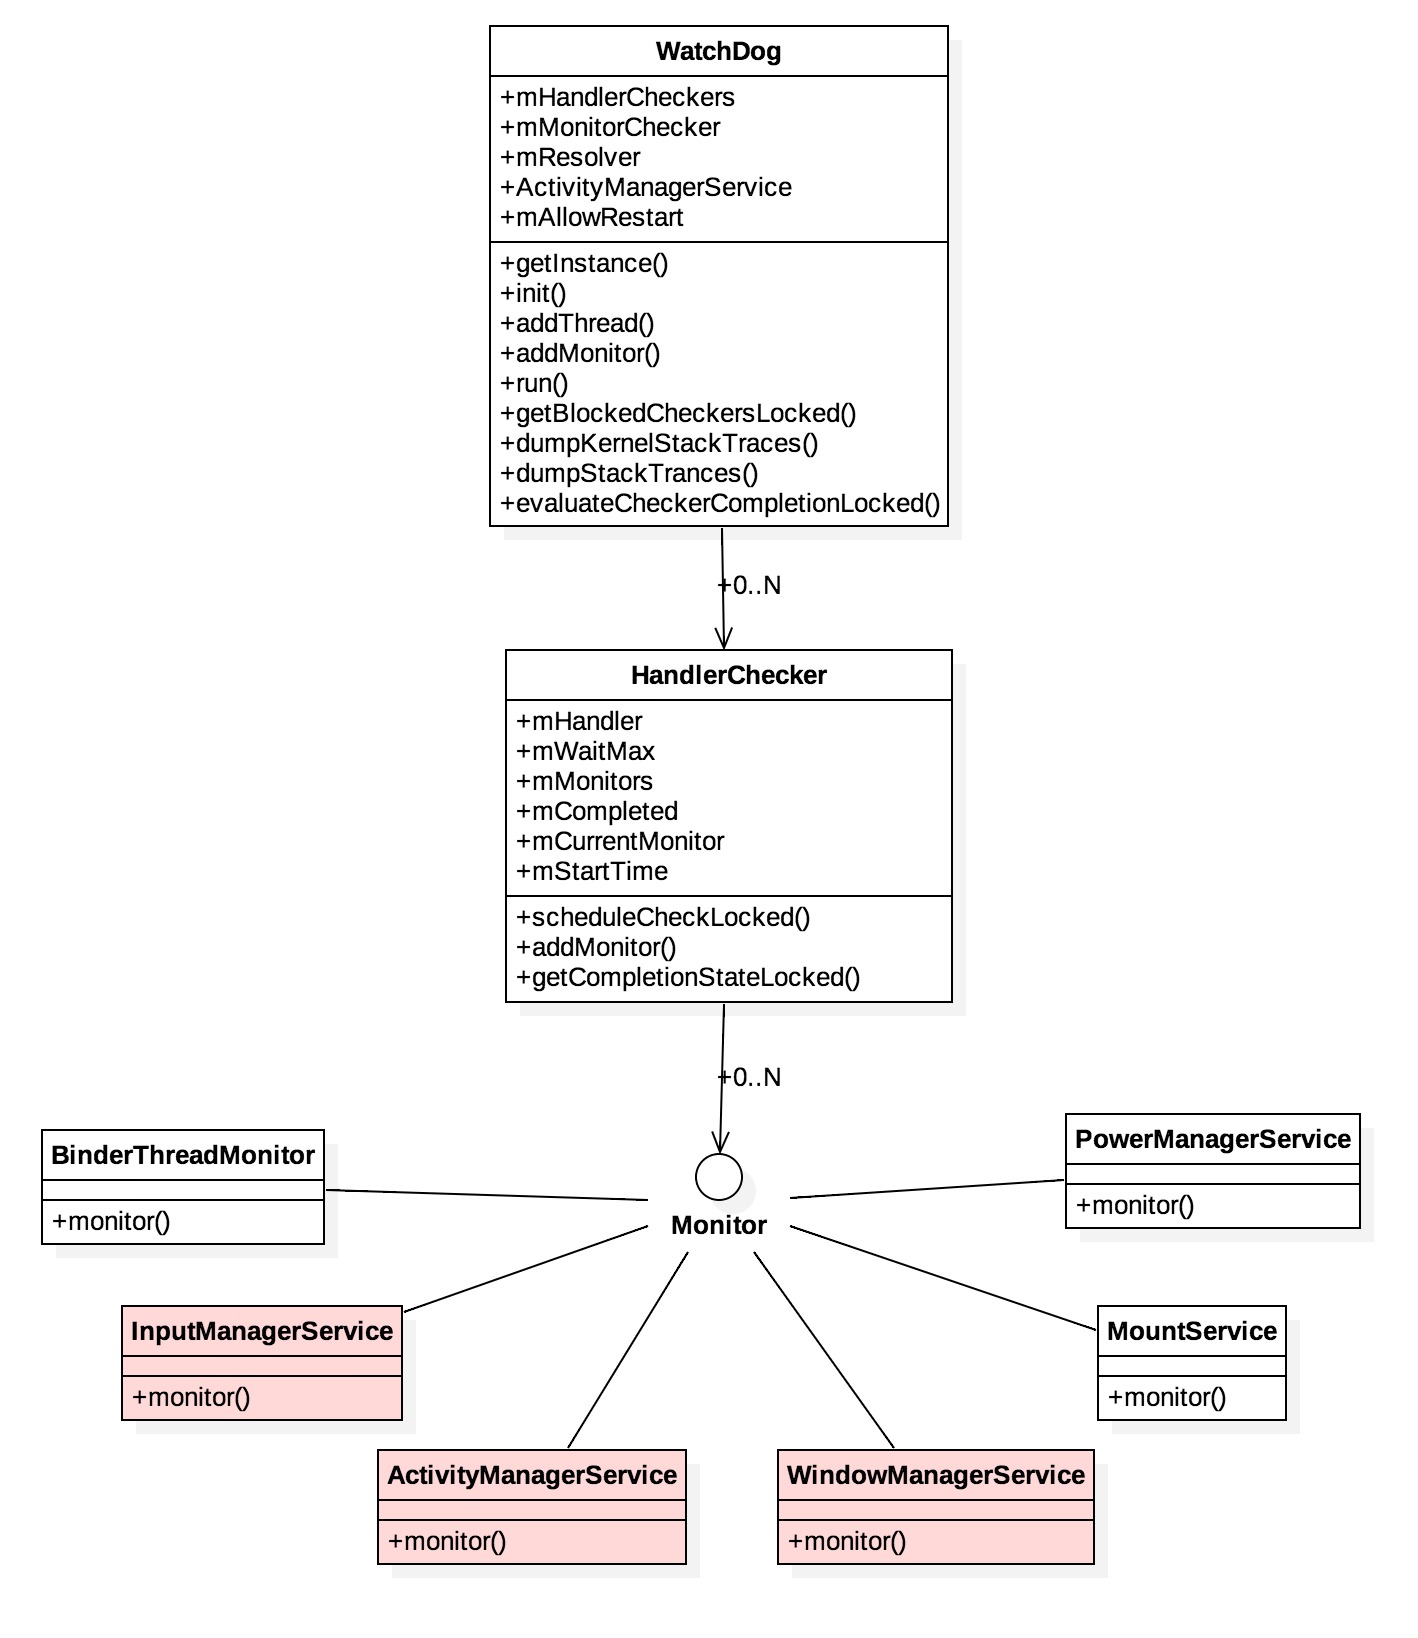 WatchDog
+mHandlerCheckers
+mMonitorChecker
+mResolver
+ActivityManagerService
+mAllowRestart
+getInstance()
+init()
+addThread()
+addMonitor()
+run()
+getBlockedCheckersLocked()
+dumpKernelStackTraces()
+dumpStackTrances()
+evaluateCheckerCompletionLocked()
+0..N
HandlerChecker
+mHandler
+mWaitMax
+mMonitors
+mCompleted
+mCurrentMonitor
+mStartTime
+scheduleCheckLocked()
+addMonitor()
+getCompletionStateLocked()
+0..N
Monitor
BinderThreadMonitor
+monitor()
PowerManagerService
+monitor()
InputManagerService
+monitor()
MountService
+monitor()
ActivityManagerService
+monitor()
WindowManagerService
+monitor()